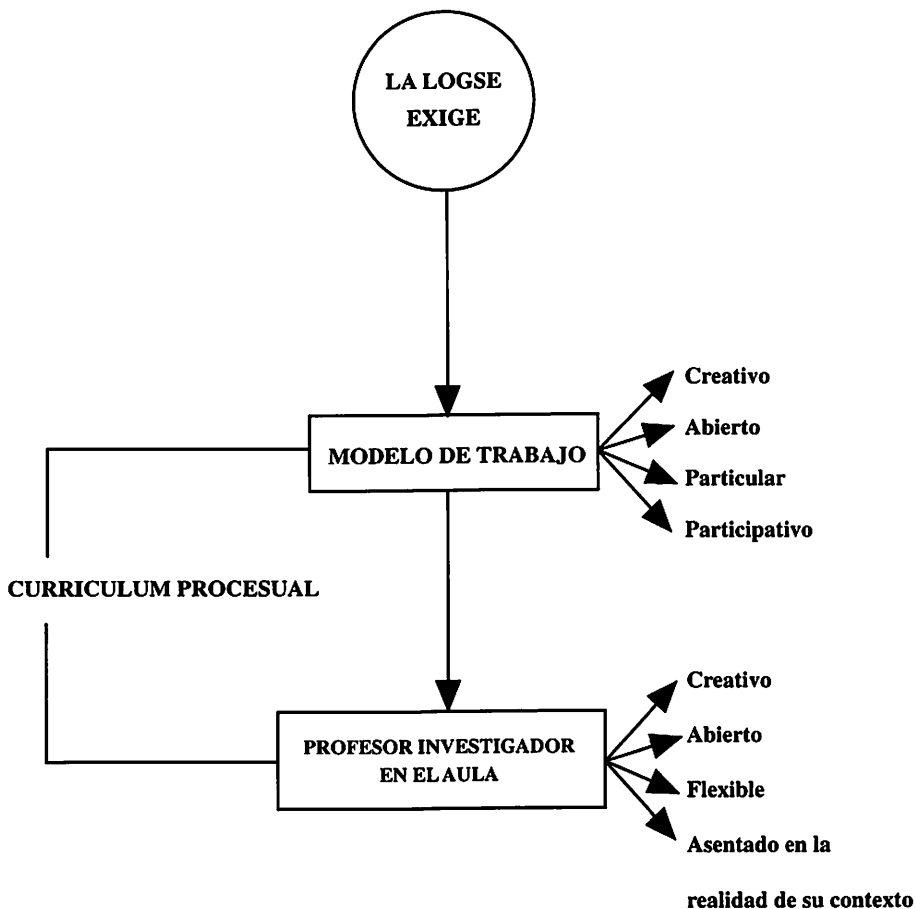 LA LOGSE
EXIGE
Creativo
Abierto
MODELO DE TRABAJO
Particular
Participativo
CURRICULUM PROCESUAL
Creativo
Abierto
PROFESOR INVESTIGADOR
EN EL AULA
Flexible
Asentado en la
realidad de su contexto